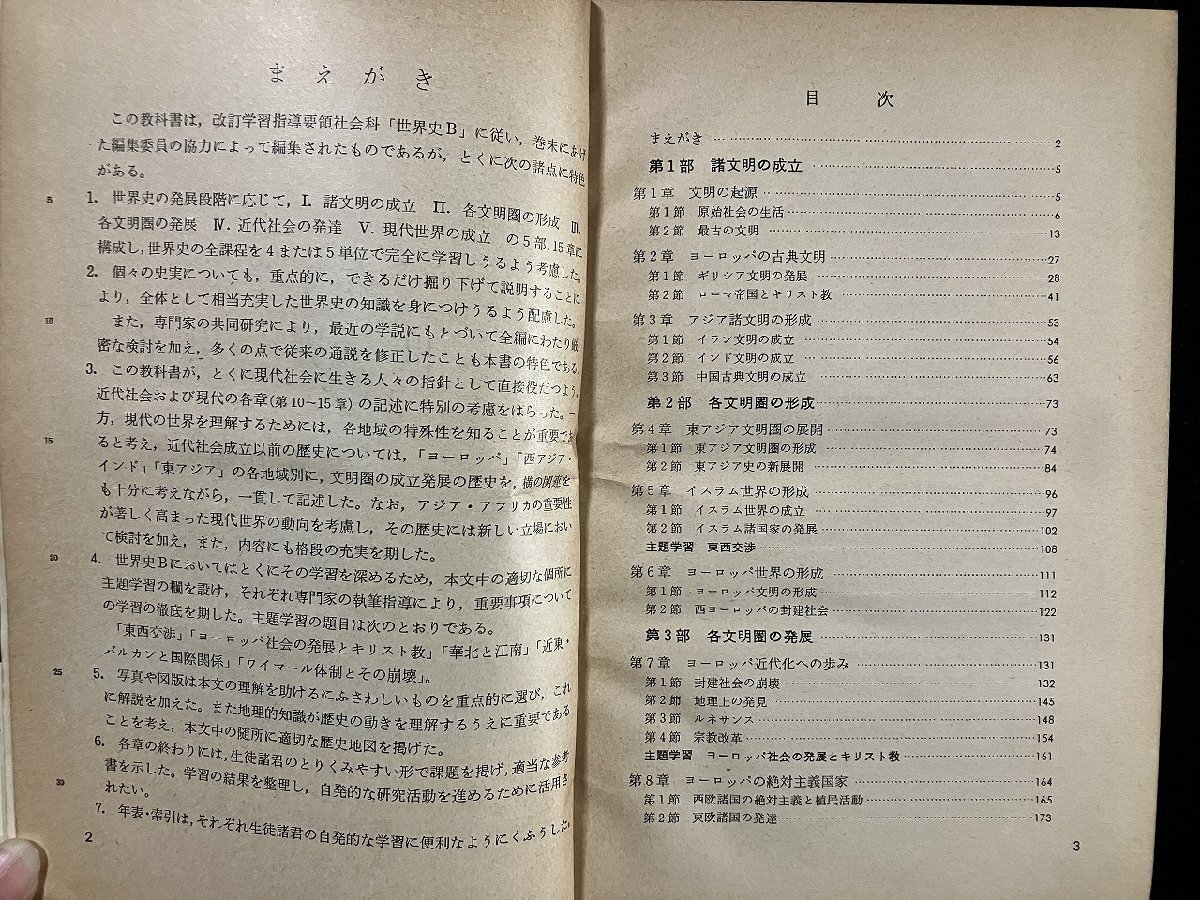 まえがき
この教科書は，改訂学習指導要領社会科「世界史B」に従い，巻末にあげ
た編集委員の協力によって編集されたものであるが，とくに次の諸点に特色
がある。
5
1. 世界史の発展段階に応じて，Ⅰ. 諸文明の成立 Ⅱ. 各文明圏の形成 Ⅲ.
各文明圏の発展 Ⅳ. 近代社会の発達 Ⅴ. 現代世界の成立 の5部，15章に
構成し，世界史の全課程を4または5単位で完全に学習しうるよう考慮した。
2. 個々の史実についても，重点的に，できるだけ掘り下げて説明することに
より，全体として相当充実した世界史の知識を身につけうるよう配慮した。
10
また，専門家の共同研究により，最近の学説にもとづいて全編にわたり厳
密な検討を加え，多くの点で従来の通説を修正したことも本書の特色である
3. この教科書が，とくに現代社会に生きる人々の指針として直接役だつよう，
近代社会および現代の各章(第10～15章)の記述に特別の考慮をはらった。一
方，現代の世界を理解するためには，各地域の特殊性を知ることが重要であ
15
ると考え，近代社会成立以前の歴史については，「ヨーロッパ」「西アジア・
インド」「東アジア」の各地域別に，文明圏の成立発展の歴史を，横の関連を
も十分に考えながら，一貫して記述した。なお，アジア・アフリカの重要性
が著しく高まった現代世界の動向を考慮し，その歴史には新しい立場におい
て検討を加え，また，内容にも格段の充実を期した。
20
4. 世界史Bにおいてはとくにその学習を深めるため，本文中の適切な個所に
主題学習の欄を設け，それぞれ専門家の執筆指導により，重要事項について
の学習の徹底を期した。主題学習の題目は次のとおりである。
「東西交渉」「ヨーロッパ社会の発展とキリスト教」「華北と江南」「近東・
バルカンと国際関係」「ワイマール体制とその崩壊」。
25
5. 写真や図版は本文の理解を助けるにふさわしいものを重点的に選び，これ
に解説を加えた。また地理的知識が歴史の動きを理解するうえに重要である
ことを考え，本文中の随所に適切な歴史地図を掲げた。
6. 各章の終わりには，生徒諸君のとりくみやすい形で課題を掲げ，適当な参考
書を示した。学習の結果を整理し，自発的な研究活動を進めるために活用さ
30
れたい。
7. 年表・索引は，それぞれ生徒諸君の自発的な学習に便利なようにくふうした。
2
目次
まえがき 2
第1部 諸文明の成立 5
第1章 文明の起源 5
第1節 原始社会の生活 6
第2節 最古の文明 13
第2章 ヨーロッパの古典文明 27
第1節 ギリシア文明の発展 28
第2節 ローマ帝国とキリスト教 41
第3章 アジア諸文明の形成 53
第1節 イラン文明の成立 54
第2節 インド文明の成立 56
第3節 中国古典文明の成立 63
第2部 各文明圏の形成 73
第4章 東アジア文明圏の展開 73
第1節 東アジア文明圏の形成 74
第2節 東アジア史の新展開 84
第5章 イスラム世界の形成 96
第1節 イスラム世界の成立 97
第2節 イスラム諸国家の発展 102
主題学習 東西交渉 108
第6章 ヨーロッパ世界の形成 111
第1節 ヨーロッパ文明の形成 112
第2節 西ヨーロッパの封建社会 122
第3部 各文明圏の発展 131
第7章 ヨーロッパ近代化への歩み 131
第1節 封建社会の崩壊 132
第2節 地理上の発見 145
第3節 ルネサンス 148
第4節 宗教改革 154
主題学習 ヨーロッパ社会の発展とキリスト教 161
第8章 ヨーロッパの絶対主義国家 164
第1節 西欧諸国の絶対主義と植民活動 165
第2節 東欧諸国の発達 173
3